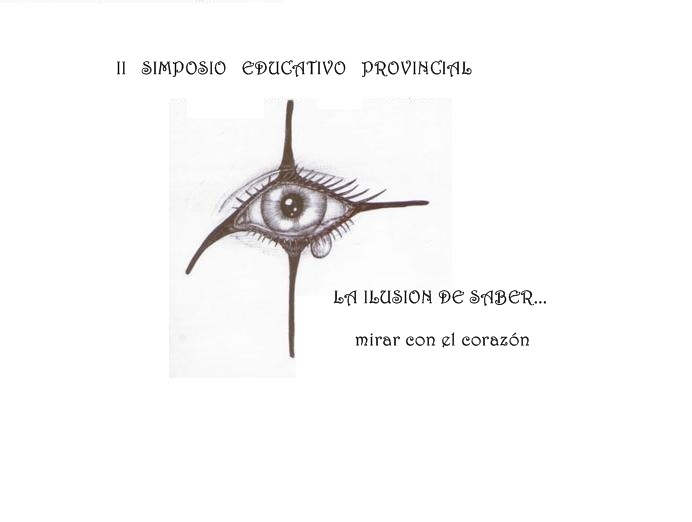 II SIMPOSIO EDUCATIVO PROVINCIAL
LA ILUSION DE SABER...
mirar con el corazón